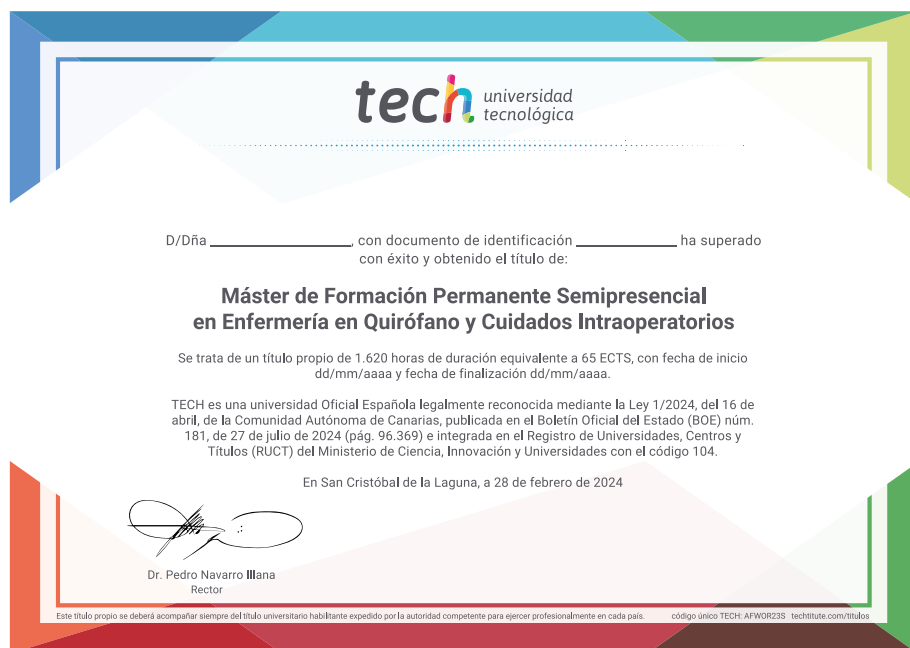 tech universidad
tecnológica
D/Dña ________________, con documento de identificación ____________ ha superado
con éxito y obtenido el título de:
Máster de Formación Permanente Semipresencial
en Enfermería en Quirófano y Cuidados Intraoperatorios
Se trata de un título propio de 1.620 horas de duración equivalente a 65 ECTS, con fecha de inicio
dd/mm/aaaa y fecha de finalización dd/mm/aaaa.
TECH es una universidad Oficial Española legalmente reconocida mediante la Ley 1/2024, del 16 de
abril, de la Comunidad Autónoma de Canarias, publicada en el Boletín Oficial del Estado (BOE) núm.
181, de 27 de julio de 2024 (pág. 96.369) e integrada en el Registro de Universidades, Centros y
Títulos (RUCT) del Ministerio de Ciencia, Innovación y Universidades con el código 104.
En San Cristóbal de la Laguna, a 28 de febrero de 2024
Dr. Pedro Navarro Illana
Rector
Este título propio se deberá acompañar siempre del título universitario habilitante expedido por la autoridad competente para ejercer profesionalmente en cada país. código único TECH: AFWOR23S techtitute.com/titulos